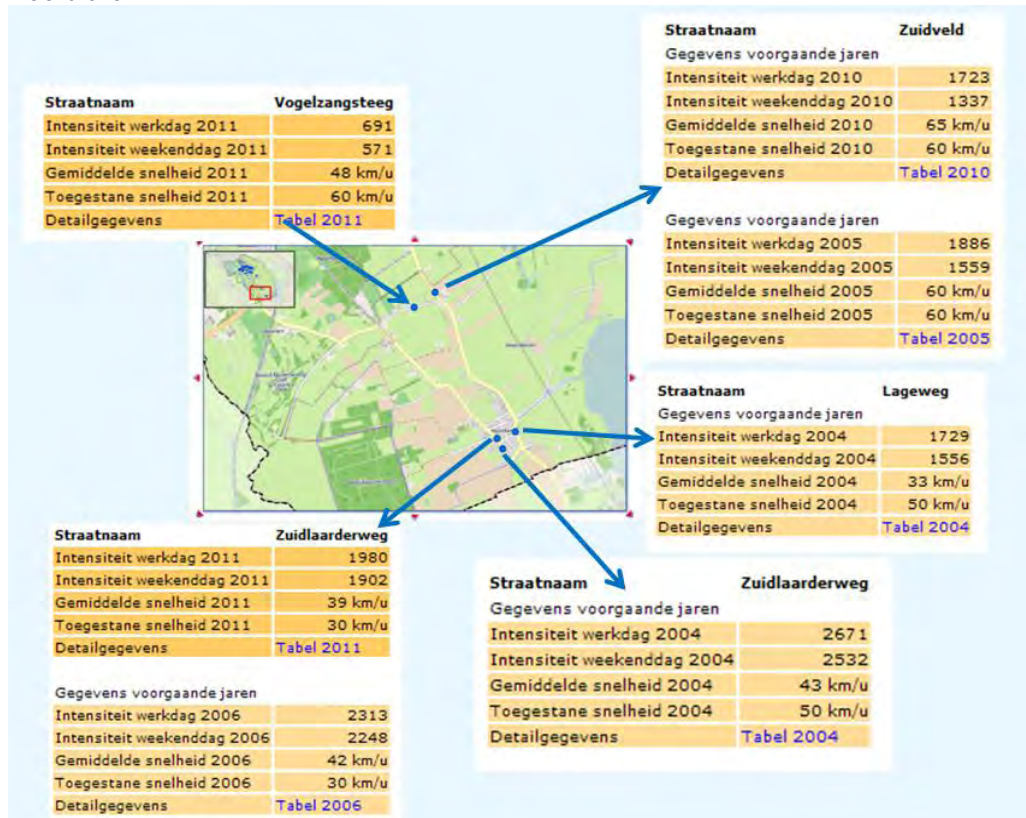 Straatnaam Zuidveld
Gegevens voorgaande jaren
Intensiteit werkdag 2010 1723
Intensiteit weekenddag 2010 1337
Gemiddelde snelheid 2010 65 km/u
Toegestane snelheid 2010 60 km/u
Detailgegevens Tabel 2010
Gegevens voorgaande jaren
Intensiteit werkdag 2005 1886
Intensiteit weekenddag 2005 1559
Gemiddelde snelheid 2005 60 km/u
Toegestane snelheid 2005 60 km/u
Detailgegevens Tabel 2005
Straatnaam Vogelzangsteeg
Intensiteit werkdag 2011 691
Intensiteit weekenddag 2011 571
Gemiddelde snelheid 2011 48 km/u
Toegestane snelheid 2011 60 km/u
Detailgegevens Tabel 2011
Straatnaam Lageweg
Gegevens voorgaande jaren
Intensiteit werkdag 2004 1729
Intensiteit weekenddag 2004 1556
Gemiddelde snelheid 2004 33 km/u
Toegestane snelheid 2004 50 km/u
Detailgegevens Tabel 2004
Straatnaam Zuidlaarderweg
Intensiteit werkdag 2011 1980
Intensiteit weekenddag 2011 1902
Gemiddelde snelheid 2011 39 km/u
Toegestane snelheid 2011 30 km/u
Detailgegevens Tabel 2011
Gegevens voorgaande jaren
Intensiteit werkdag 2006 2313
Intensiteit weekenddag 2006 2248
Gemiddelde snelheid 2006 42 km/u
Toegestane snelheid 2006 30 km/u
Detailgegevens Tabel 2006
Straatnaam Zuidlaarderweg
Gegevens voorgaande jaren
Intensiteit werkdag 2004 2671
Intensiteit weekenddag 2004 2532
Gemiddelde snelheid 2004 43 km/u
Toegestane snelheid 2004 50 km/u
Detailgegevens Tabel 2004